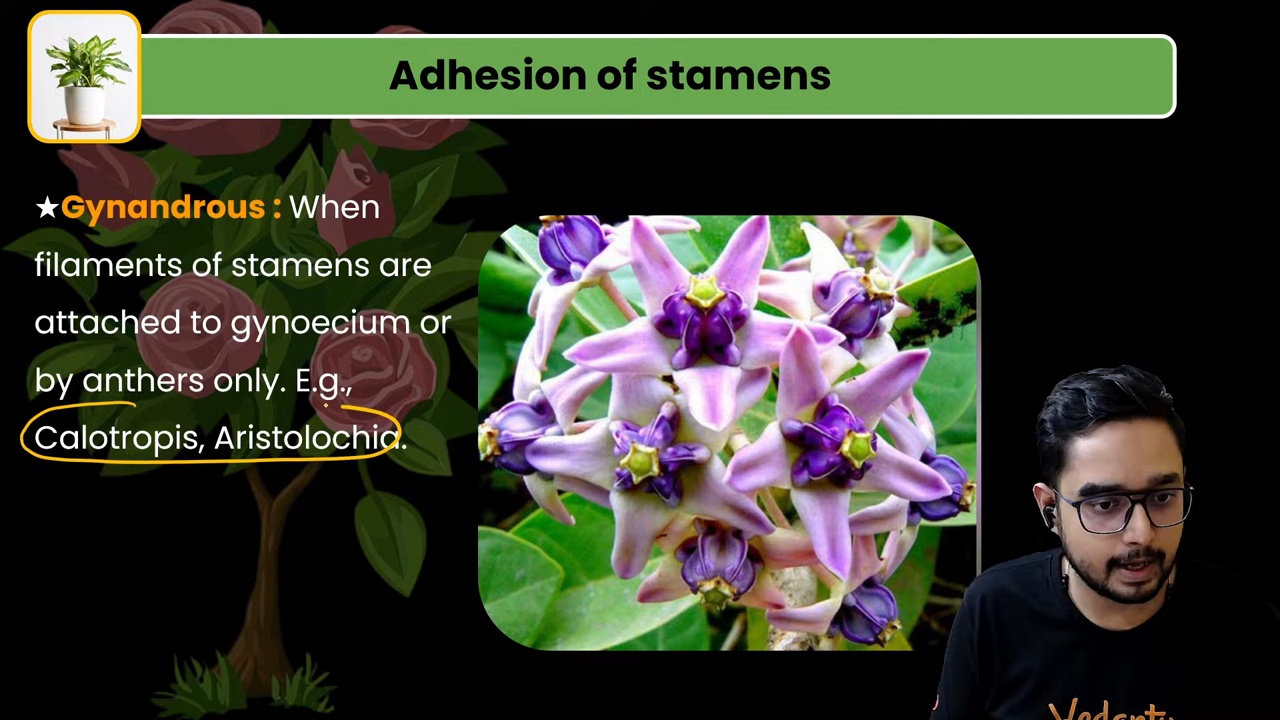 Adhesion of stamens
★Gynandrous : When
filaments of stamens are
attached to gynoecium or
by anthers only. E.g.,
Calotropis, Aristolochia.